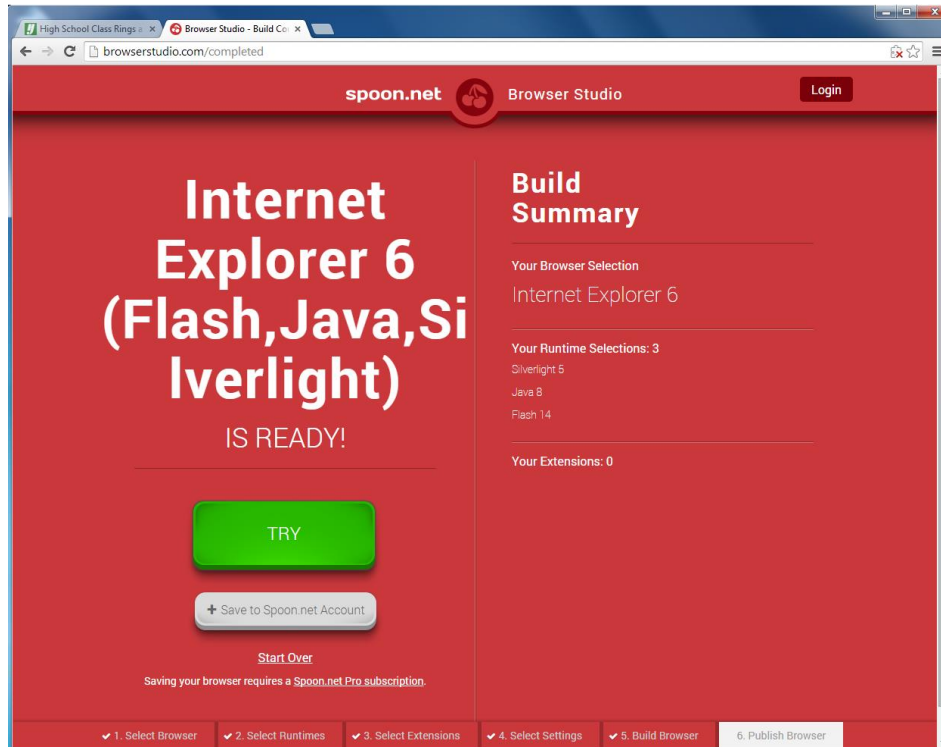 High School Class Rings a
Browser Studio - Build Co
browserstudio.com/completed
spoon.net
Browser Studio
Login
Internet
Explorer 6
(Flash,Java,Si
lverlight)
IS READY!
TRY
+ Save to Spoon.net Account
Start Over
Saving your browser requires a Spoon.net Pro subscription.
Build
Summary
Your Browser Selection
Internet Explorer 6
Your Runtime Selections: 3
Silverlight 5
Java 8
Flash 14
Your Extensions: 0
✔ 1. Select Browser
✔ 2. Select Runtimes
✔ 3. Select Extensions
✔ 4. Select Settings
✔ 5. Build Browser
6. Publish Browser